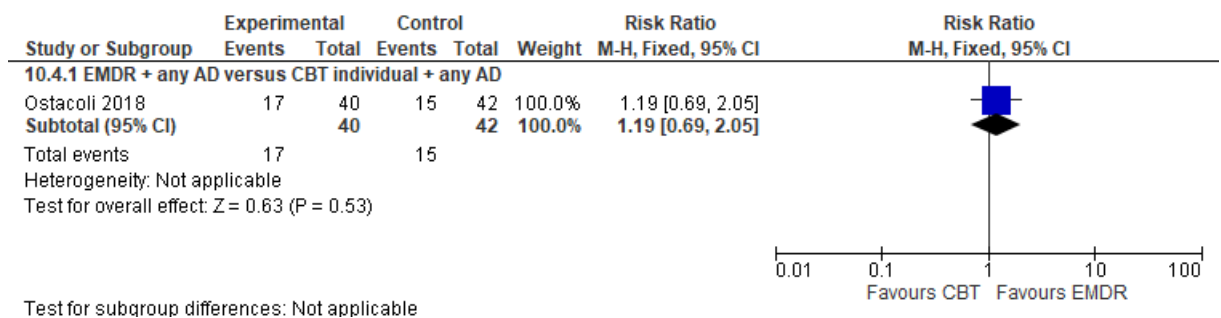 Experimental Control Risk Ratio Risk Ratio
Study or Subgroup Events Total Events Total Weight M-H, Fixed, 95% CI M-H, Fixed, 95% CI
10.4.1 EMDR + any AD versus CBT individual + any AD
Ostacoli 2018 17 40 15 42 100.0% 1.19 [0.69, 2.05]
Subtotal (95% CI) 40 42 100.0% 1.19 [0.69, 2.05]
Total events 17 15
Heterogeneity: Not applicable
Test for overall effect: Z = 0.63 (P = 0.53)
0.01 0.1 1 10 100
Favours CBT Favours EMDR
Test for subgroup differences: Not applicable